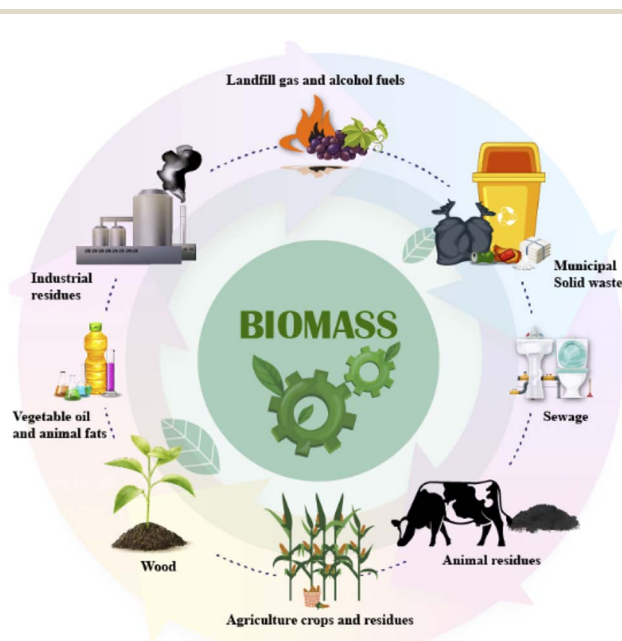 Landfill gas and alcohol fuels
Municipal
Solid waste
Sewage
Animal residues
Agriculture crops and residues
Wood
Vegetable oil
and animal fats
Industrial
residues
BIOMASS